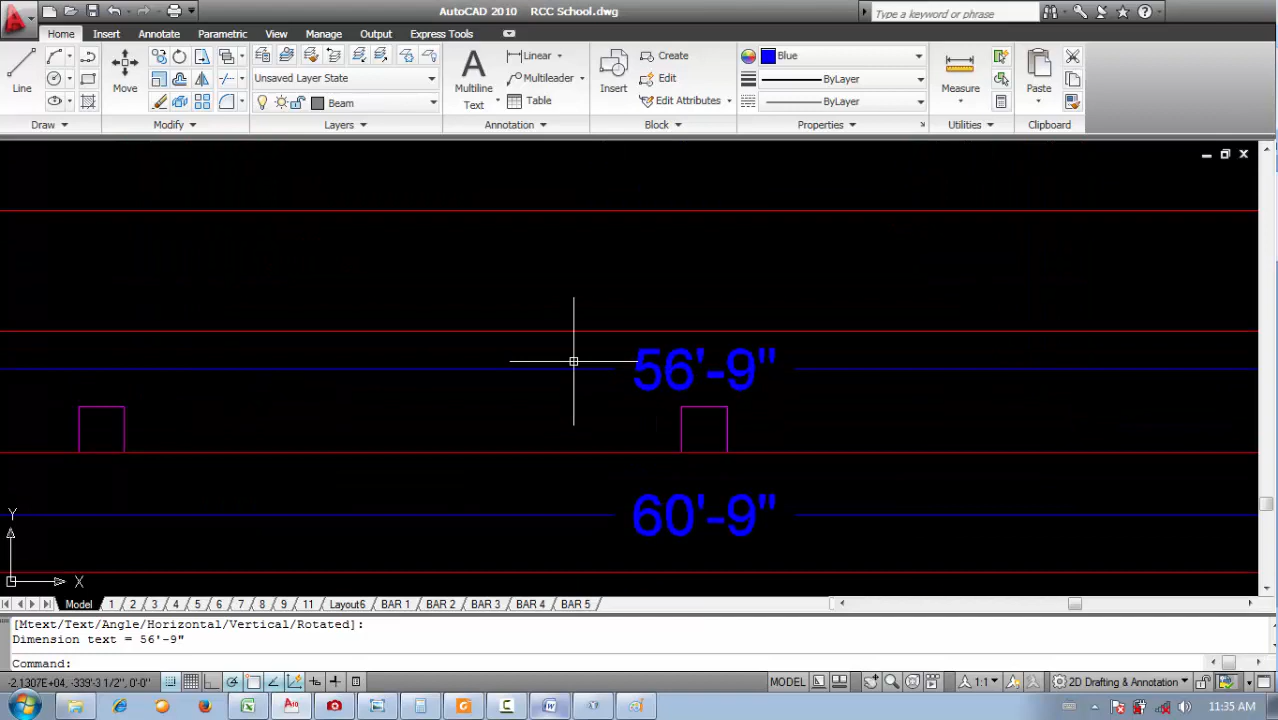 AutoCAD 2010 RCC School.dwg
Type a keyword or phrase
Home Insert Annotate Parametric View Manage Output Express Tools
Line
Move
Unsaved Layer State
Beam
Multiline
Text
Linear
Multileader
Table
Insert
Create
Edit
Edit Attributes
Blue
ByLayer
ByLayer
Measure
Paste
Draw Modify Layers Annotation Block Properties Utilities Clipboard
56'-9"
60'-9"
Y
X
Model 1 2 3 4 5 6 7 8 9 11 Layout6 BAR 1 BAR 2 BAR 3 BAR 4 BAR 5
[Mtext/Text/Angle/Horizontal/Vertical/Rotated]:
Dimension text = 56'-9"
Command:
-2.1307E+04, -339'-3 1/2", 0'-0" MODEL 1:1 2D Drafting & Annotation
11:35 AM